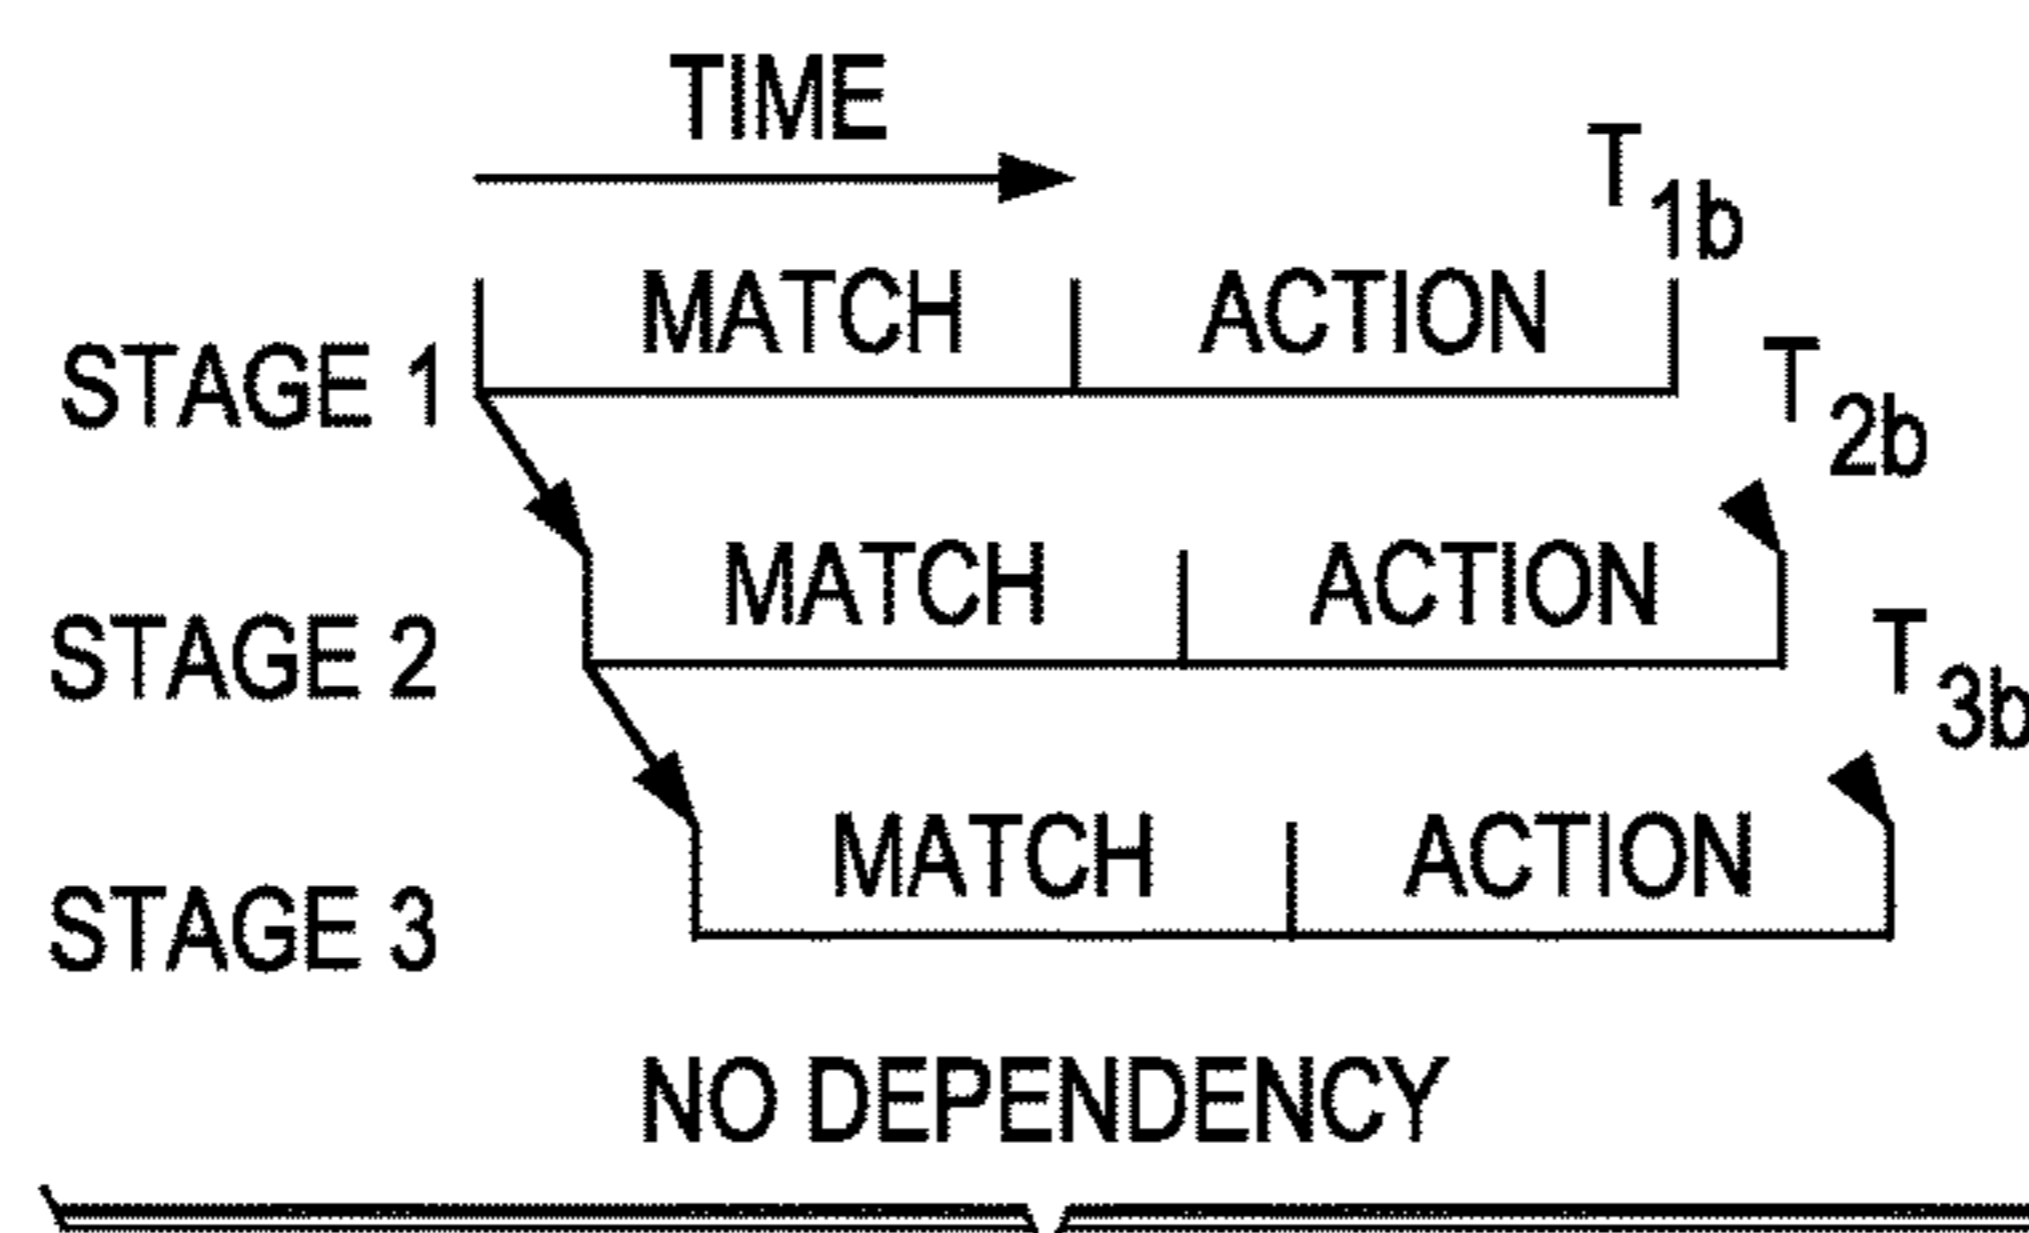 TIME
T1b
MATCH ACTION
STAGE 1
T2b
MATCH ACTION
STAGE 2
T3b
MATCH ACTION
STAGE 3
NO DEPENDENCY